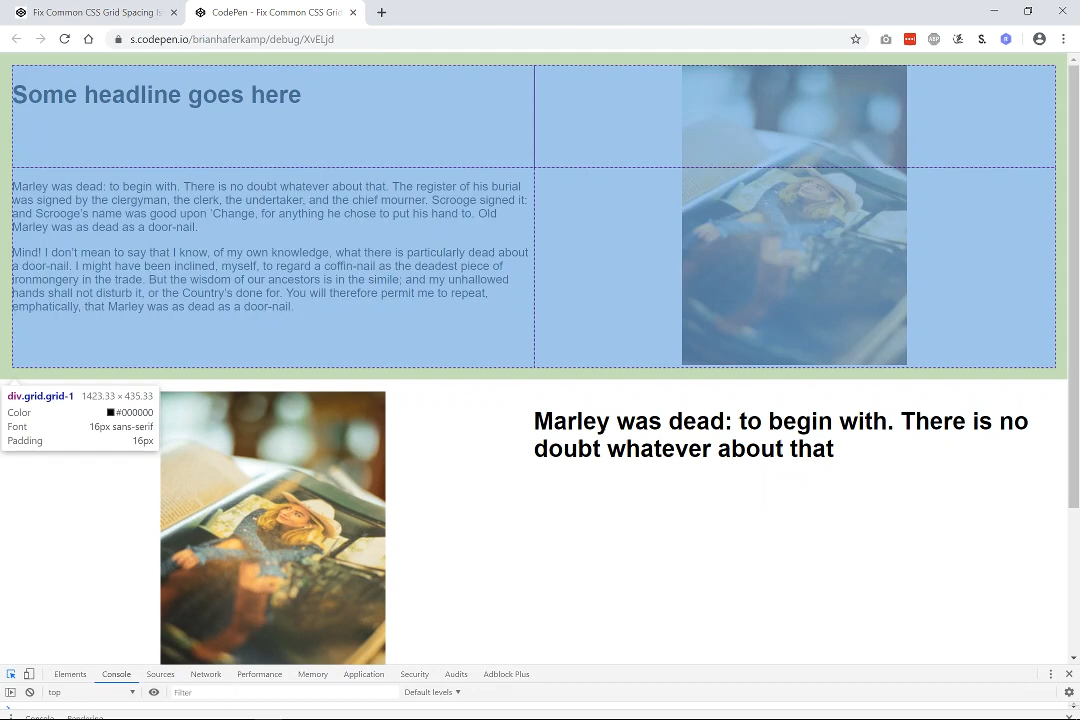 Fix Common CSS Grid Spacing Is
CodePen - Fix Common CSS Gri
s.codepen.io/brianhaferkamp/debug/XvELjd
ABP
S.
R
Some headline goes here
Marley was dead: to begin with. There is no doubt whatever about that. The register of his burial
was signed by the clergyman, the clerk, the undertaker, and the chief mourner. Scrooge signed it:
and Scrooge's name was good upon 'Change, for anything he chose to put his hand to. Old
Marley was as dead as a door-nail.
Mind! I don't mean to say that I know, of my own knowledge, what there is particularly dead about
a door-nail. I might have been inclined, myself, to regard a coffin-nail as the deadest piece of
ironmongery in the trade. But the wisdom of our ancestors is in the simile; and my unhallowed
hands shall not disturb it, or the Country's done for. You will therefore permit me to repeat,
emphatically, that Marley was as dead as a door-nail.
div.grid.grid-1 1423.33 × 435.33
Color #000000
Font 16px sans-serif
Padding 16px
Marley was dead: to begin with. There is no
doubt whatever about that
Elements Console Sources Network Performance Memory Application Security Audits Adblock Plus
top Filter Default levels
Console Rendering